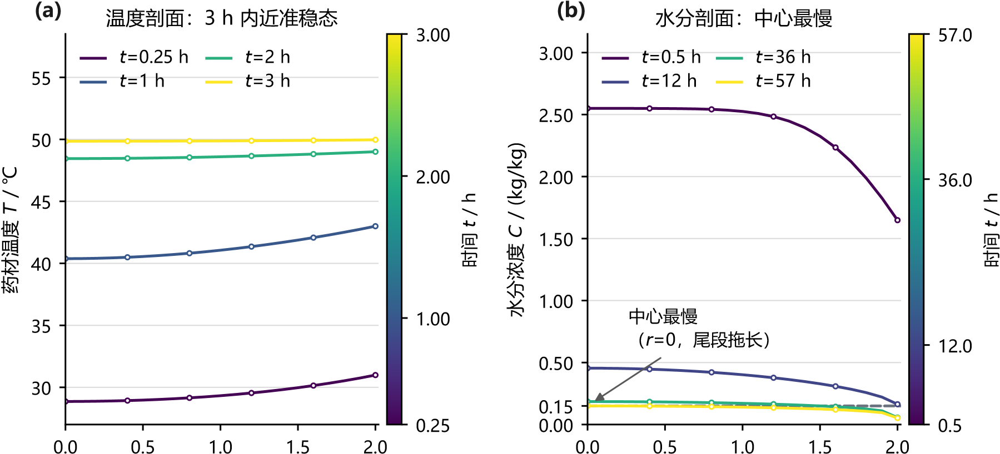 (a)
温度剖面：3 h 内近准稳态
t=0.25 h
t=2 h
t=1 h
t=3 h
55
50
45
40
35
30
药材温度 T / °C
0.0
0.5
1.0
1.5
2.0
3.00
2.00
1.00
0.25
时间 t / h
(b)
水分剖面：中心最慢
t=0.5 h
t=36 h
t=12 h
t=57 h
3.00
2.50
2.00
1.50
1.00
0.50
0.15
0.00
水分浓度 C / (kg/kg)
中心最慢
（r=0，尾段拖长）
0.0
0.5
1.0
1.5
2.0
57.0
36.0
12.0
0.5
时间 t / h